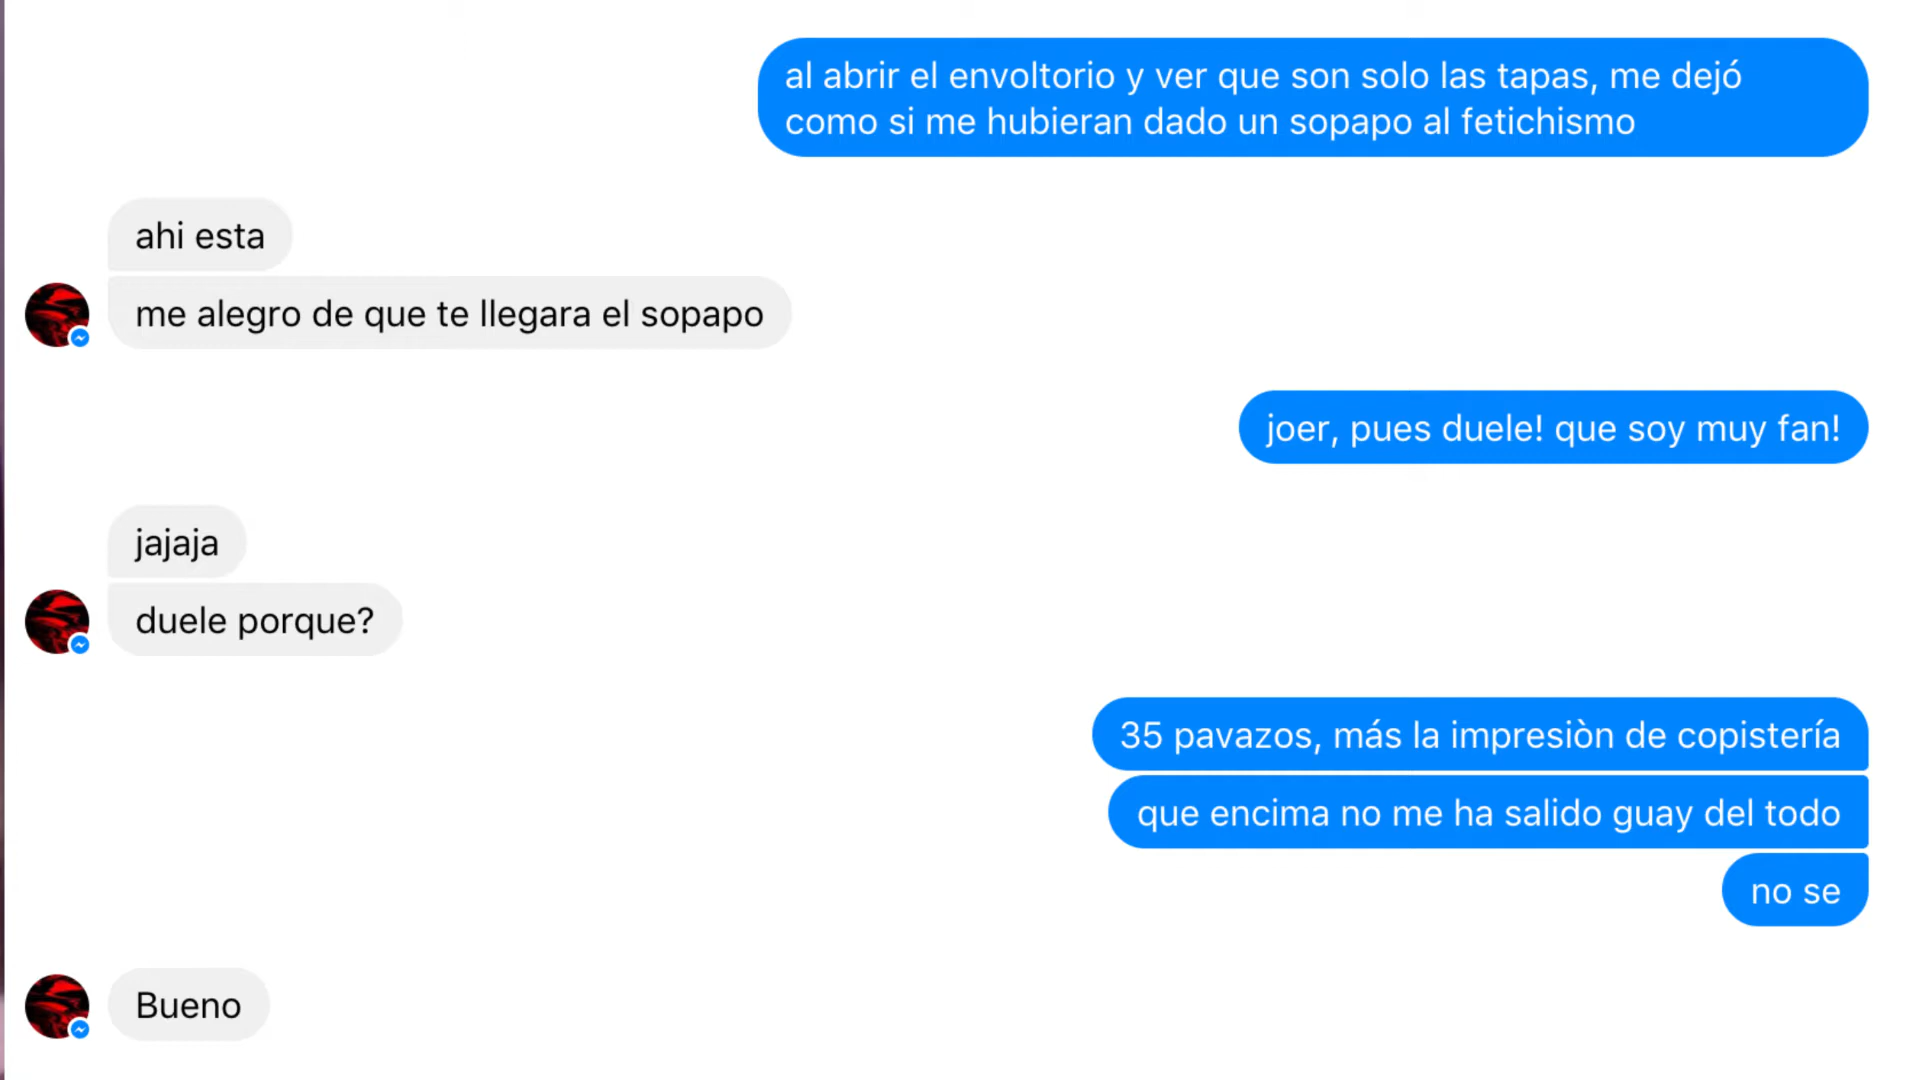 al abrir el envoltorio y ver que son solo las tapas, me dejó
como si me hubieran dado un sopapo al fetichismo
ahi esta
me alegro de que te llegara el sopapo
joer, pues duele! que soy muy fan!
jajaja
duele porque?
35 pavazos, más la impresiòn de copistería
que encima no me ha salido guay del todo
no se
Bueno